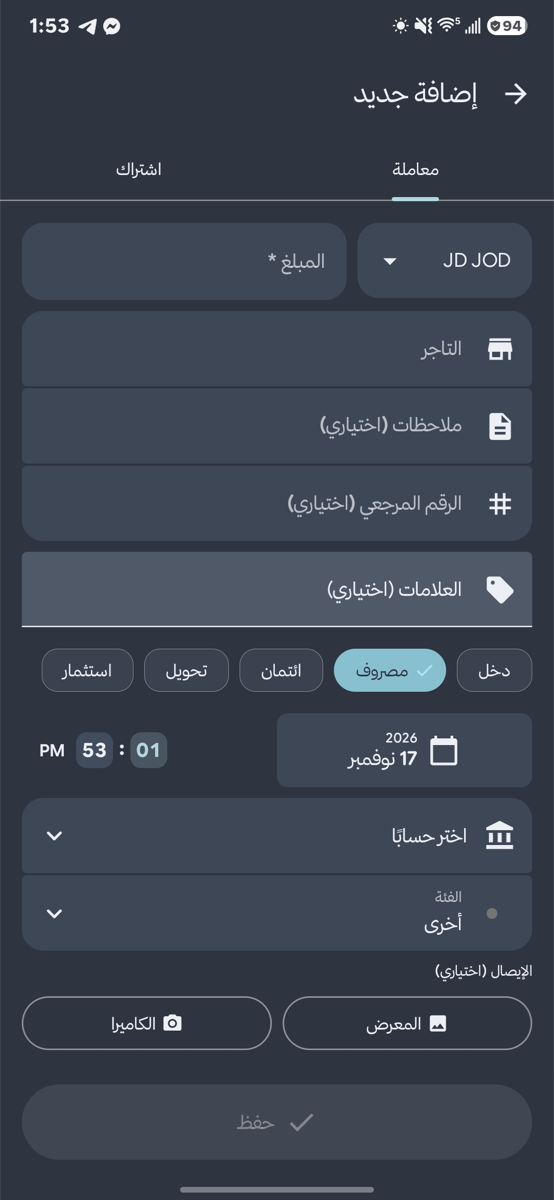 1:53
5
94
إضافة جديد
معاملة
اشتراك
JD JOD
المبلغ *
التاجر
ملاحظات (اختياري)
الرقم المرجعي (اختياري)
العلامات (اختياري)
دخل
مصروف
ائتمان
تحويل
استثمار
2026
17 نوفمبر
01 : 53 PM
اختر حسابًا
الفئة
أخرى
الإيصال (اختياري)
المعرض
الكاميرا
حفظ